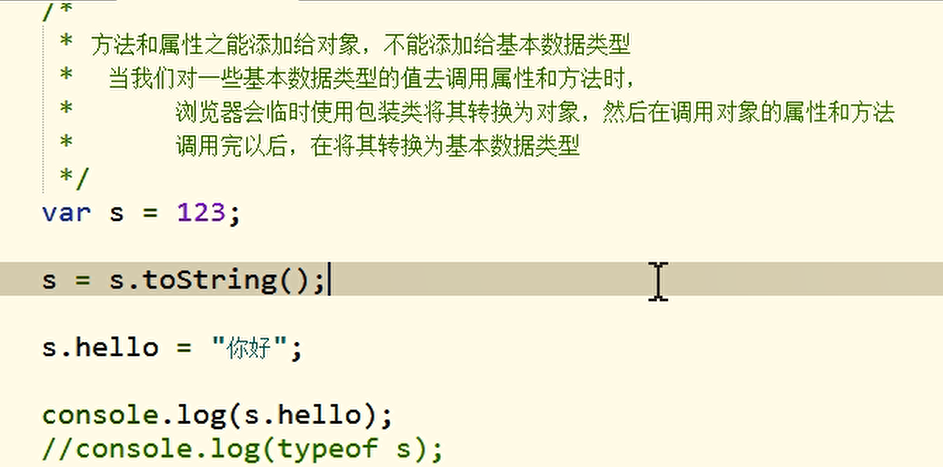 /*
* 方法和属性之能添加给对象，不能添加给基本数据类型
* 当我们对一些基本数据类型的值去调用属性和方法时，
* 浏览器会临时使用包装类将其转换为对象，然后在调用对象的属性和方法
* 调用完以后，在将其转换为基本数据类型
*/
var s = 123;
s = s.toString();
s.hello = "你好";
console.log(s.hello);
//console.log(typeof s);